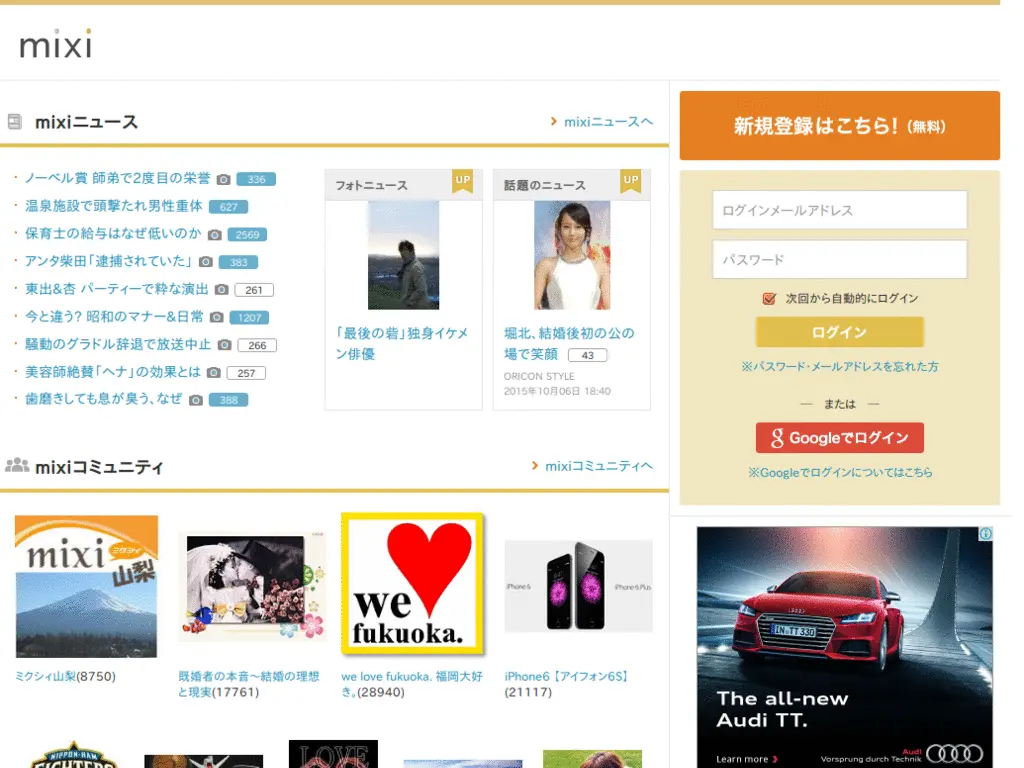 mixi
mixiニュース
mixiニュースへ
・ ノーベル賞 師弟で2度目の栄誉 336
・ 温泉施設で頭撃たれ男性重体 627
・ 保育士の給与はなぜ低いのか 2569
・ アンタ柴田「逮捕されていた」 383
・ 東出&杏 パーティーで粋な演出 261
・ 今と違う? 昭和のマナー&日常 1207
・ 騒動のグラドル辞退で放送中止 266
・ 美容師絶賛「ヘナ」の効果とは 257
・ 歯磨きしても息が臭う、なぜ 388
フォトニュース UP
「最後の砦」独身イケメ
ン俳優
話題のニュース UP
堀北、結婚後初の公の
場で笑顔 43
ORICON STYLE
2015年10月06日 18:40
新規登録はこちら!(無料)
ログインメールアドレス
パスワード
次回から自動的にログイン
ログイン
※パスワード・メールアドレスを忘れた方
または
Googleでログイン
※Googleでログインについてはこちら
mixiコミュニティ
mixiコミュニティへ
mixi
ミクシィ
山梨
ミクシィ山梨(8750)
既婚者の本音～結婚の理想
と現実(17761)
we
fukuoka.
we love fukuoka. 福岡大好
き。(28940)
iPhone6
iPhone6 Plus
iPhone6 【アイフォン6S】
(21117)
NIPPON-HAM
FIGHTERS
LOVE
IN TT 330
The all-new
Audi TT.
Learn more
Audi
Vorsprung durch Technik